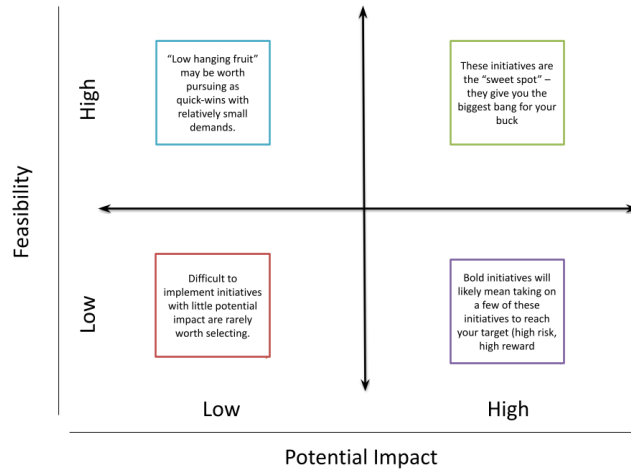 Feasibility
High
Low
“Low hanging fruit”
may be worth
pursuing as
quick-wins with
relatively small
demands.
These initiatives are
the “sweet spot” –
they give you the
biggest bang for your
buck
Difficult to
implement initiatives
with little potential
impact are rarely
worth selecting.
Bold initiatives will
likely mean taking on
a few of these
initiatives to reach
your target (high risk,
high reward
Low
High
Potential Impact